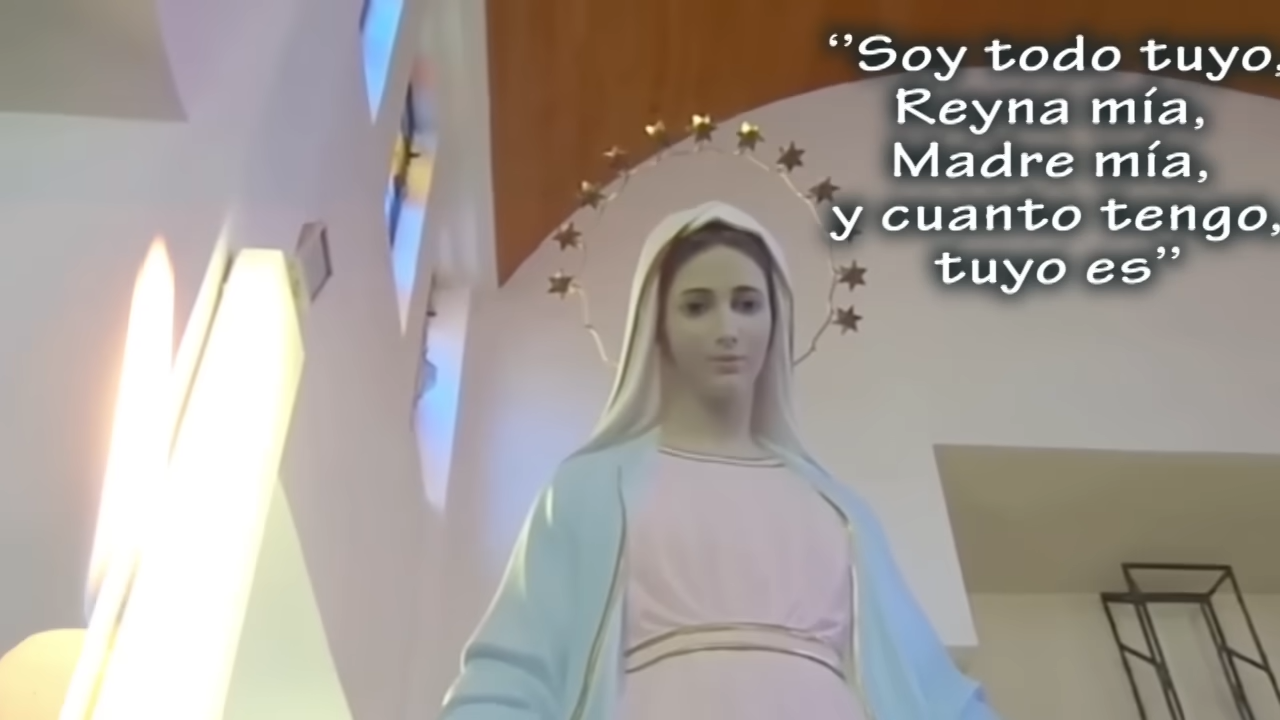 ‘’Soy todo tuyo,
Reyna mía,
Madre mía,
y cuanto tengo,
tuyo es’’